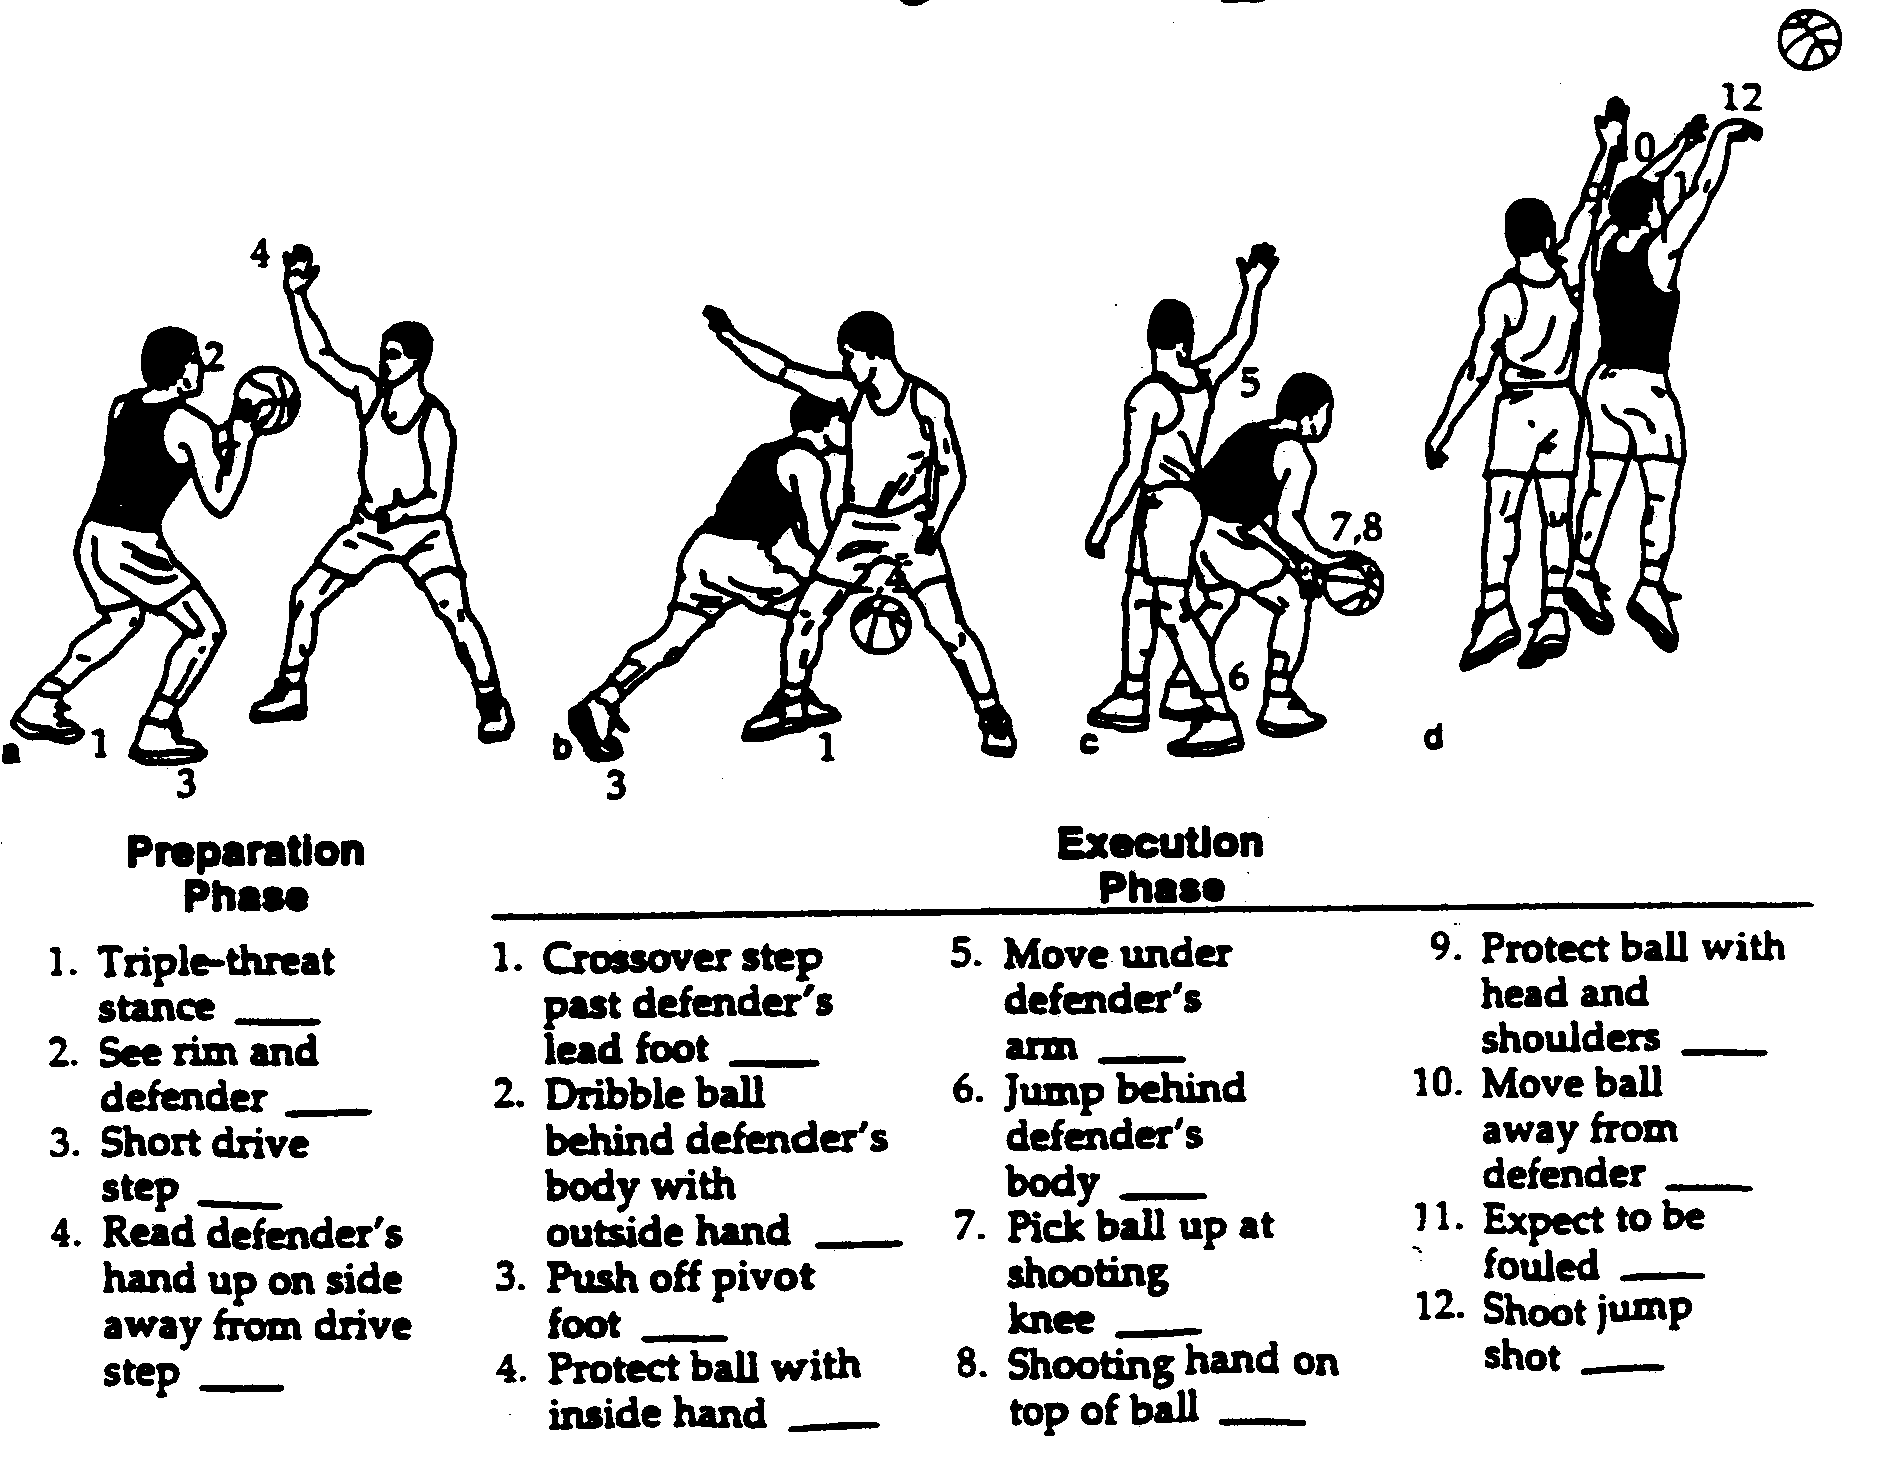 4
2
1
3
a
1
3
b
5
7,8
6
c
12
0
1
d
Preparation
Phase
1. Triple-threat
stance ____
2. See rim and
defender ____
3. Short drive
step ____
4. Read defender's
hand up on side
away from drive
step ____
Execution
Phase
1. Crossover step
past defender's
lead foot ____
2. Dribble ball
behind defender's
body with
outside hand ____
3. Push off pivot
foot ____
4. Protect ball with
inside hand ____
5. Move under
defender's
arm ____
6. Jump behind
defender's
body ____
7. Pick ball up at
shooting
knee ____
8. Shooting hand on
top of ball ____
9. Protect ball with
head and
shoulders ____
10. Move ball
away from
defender ____
11. Expect to be
fouled ____
12. Shoot jump
shot ____